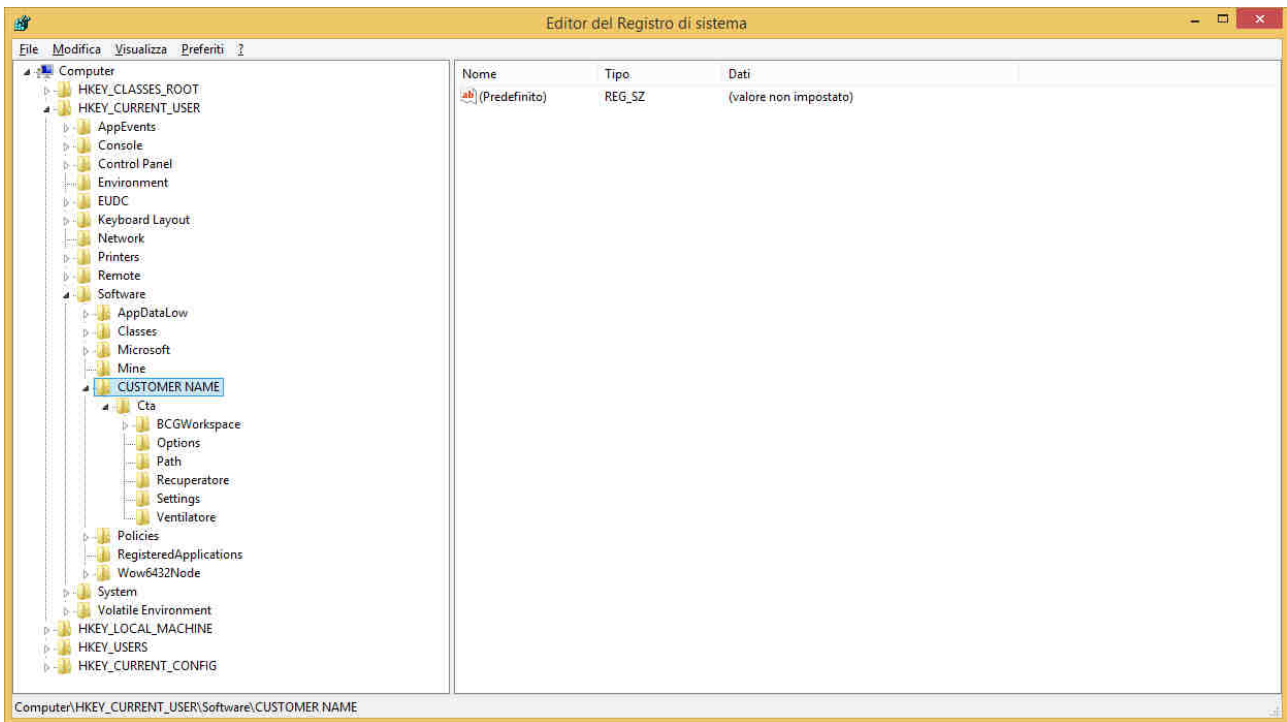 Editor del Registro di sistema
File Modifica Visualizza Preferiti ?
Computer
HKEY_CLASSES_ROOT
HKEY_CURRENT_USER
AppEvents
Console
Control Panel
Environment
EUDC
Keyboard Layout
Network
Printers
Remote
Software
AppDataLow
Classes
Microsoft
Mine
CUSTOMER NAME
Cta
BCGWorkspace
Options
Path
Recuperatore
Settings
Ventilatore
Policies
RegisteredApplications
Wow6432Node
System
Volatile Environment
HKEY_LOCAL_MACHINE
HKEY_USERS
HKEY_CURRENT_CONFIG
Nome Tipo Dati
ab (Predefinito) REG_SZ (valore non impostato)
Computer\HKEY_CURRENT_USER\Software\CUSTOMER NAME